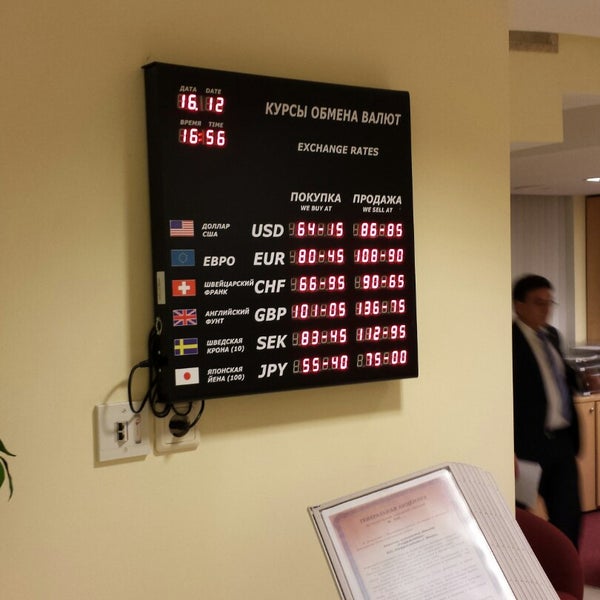 ДАТА DATE
16.12
ВРЕМЯ TIME
16:56
КУРСЫ ОБМЕНА ВАЛЮТ
EXCHANGE RATES
ПОКУПКА ПРОДАЖА
WE BUY AT WE SELL AT
ДОЛЛАР
США
USD 64-15 86-85
ЕВРО EUR 80-45 108-90
ШВЕЙЦАРСКИЙ
ФРАНК
CHF 66-95 90-65
АНГЛИЙСКИЙ
ФУНТ
GBP 101-05 136-75
ШВЕДСКАЯ
КРОНА (10)
SEK 83-45 112-95
ЯПОНСКАЯ
ЙЕНА (100)
JPY 55-40 75-00
ГЕНЕРАЛЬНАЯ ЛИЦЕНЗИЯ